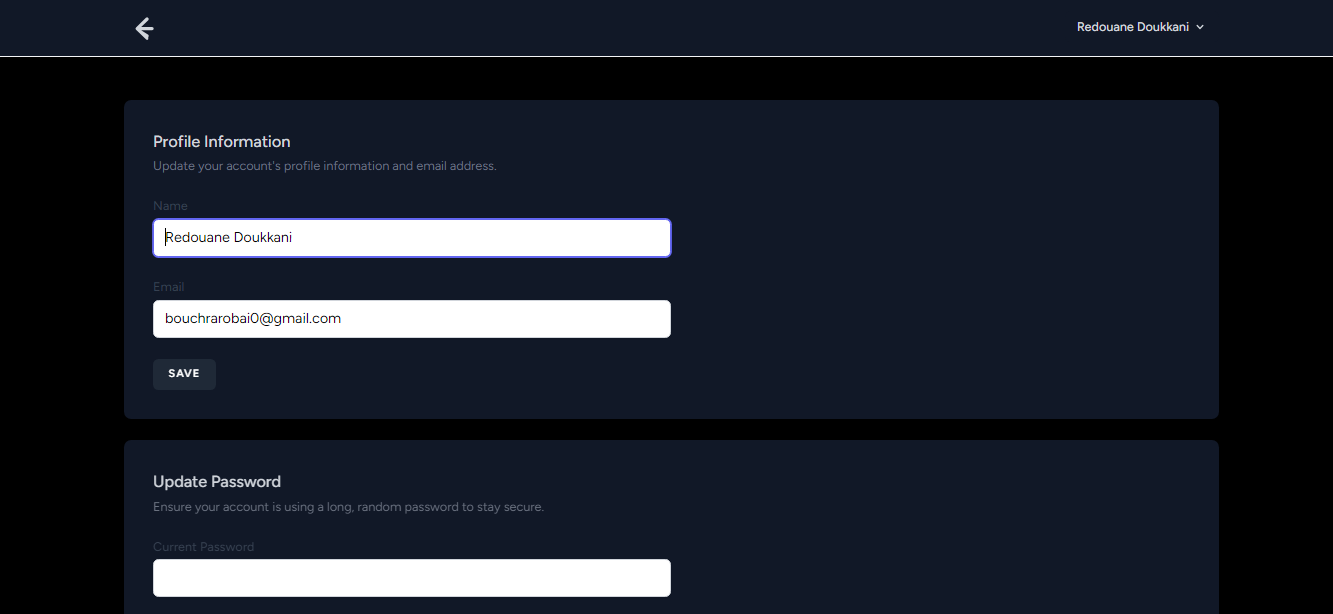 Redouane Doukkani
Profile Information
Update your account's profile information and email address.
Name
Redouane Doukkani
Email
bouchrarobai0@gmail.com
SAVE
Update Password
Ensure your account is using a long, random password to stay secure.
Current Password